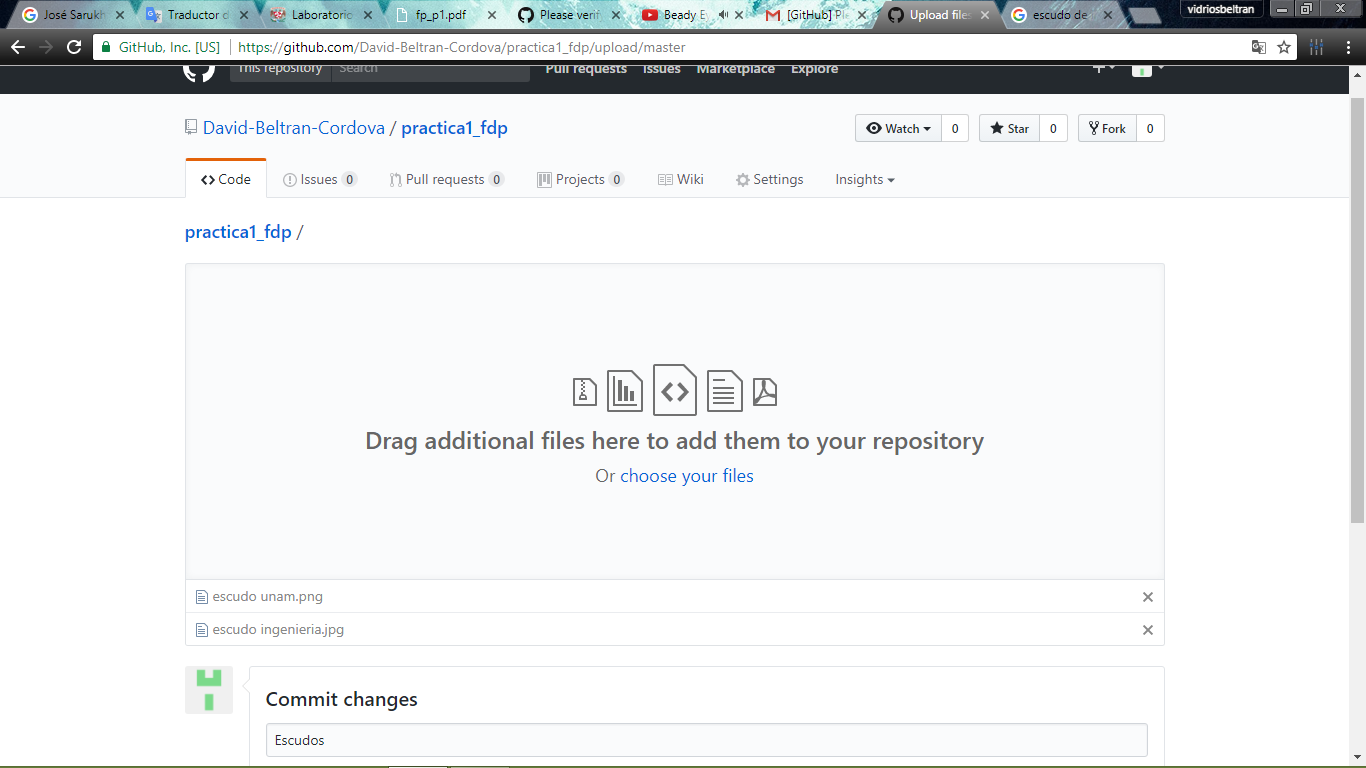 José Sarukh
Traductor d
Laboratorio
fp_p1.pdf
Please verif
Beady E
[GitHub] Pl
Upload files
escudo de
vidriosbeltran
GitHub, Inc. [US] https://github.com/David-Beltran-Cordova/practica1_fdp/upload/master
This repository Search Pull requests Issues Marketplace Explore
David-Beltran-Cordova / practica1_fdp
Watch 0 Star 0 Fork 0
Code Issues 0 Pull requests 0 Projects 0 Wiki Settings Insights
practica1_fdp /
Drag additional files here to add them to your repository
Or choose your files
escudo unam.png
escudo ingenieria.jpg
Commit changes
Escudos